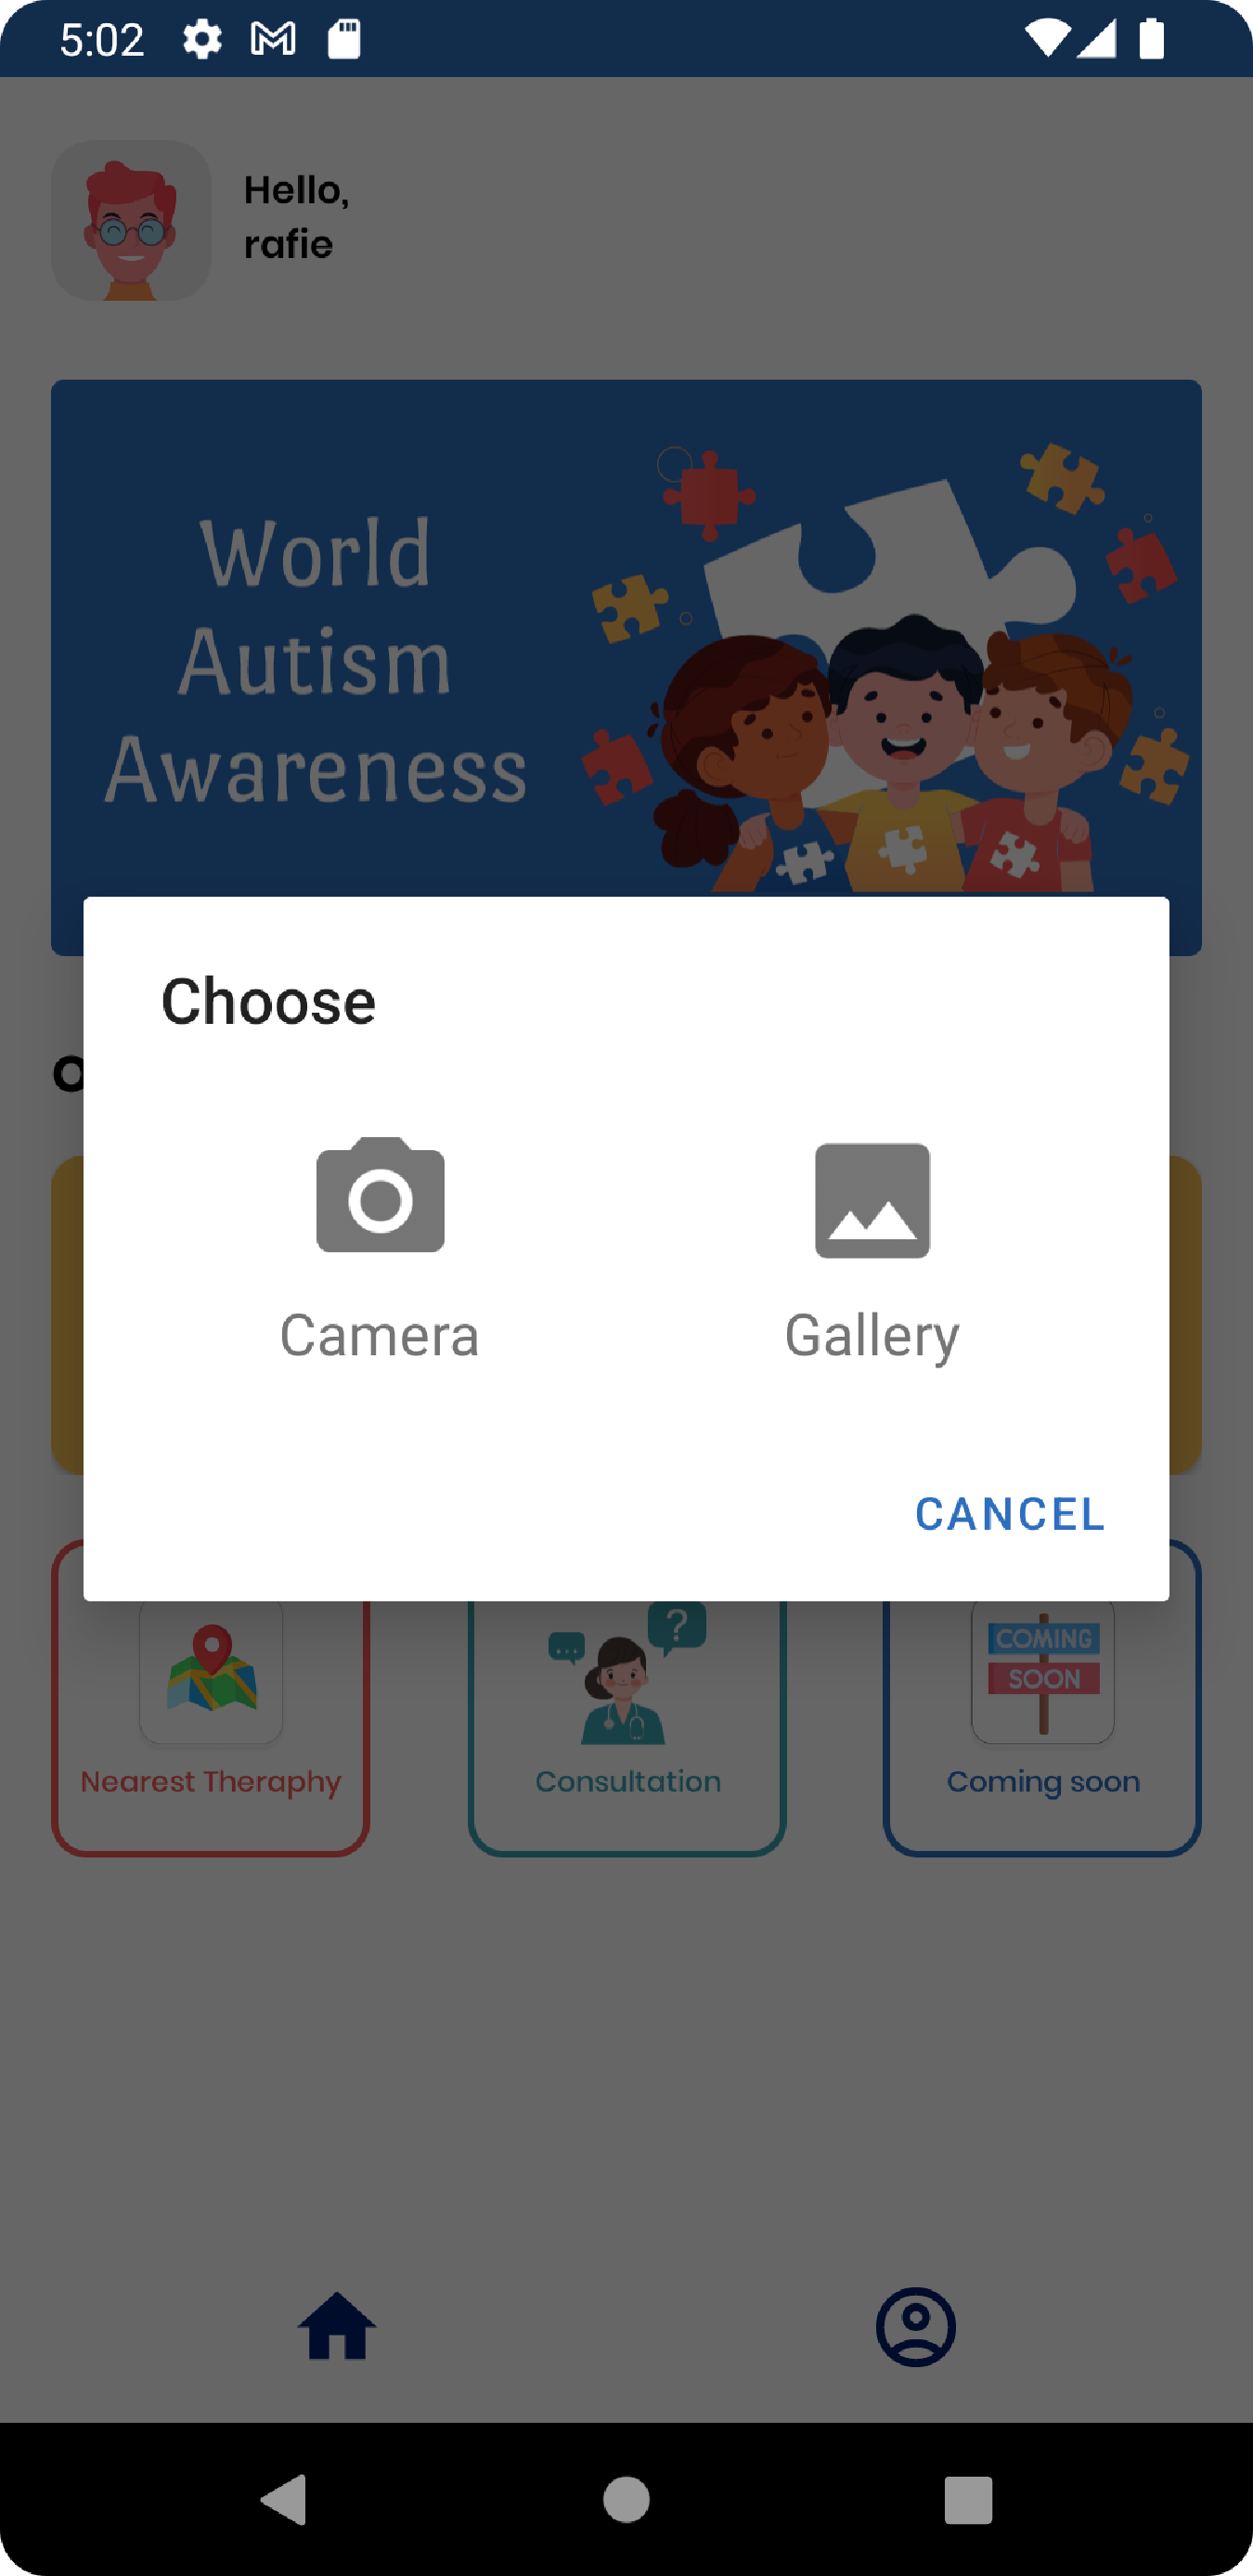 5:02
Hello,
rafie
World
Autism
Awareness
Choose
Camera
Gallery
CANCEL
?
COMING
SOON
Nearest Theraphy
Consultation
Coming soon